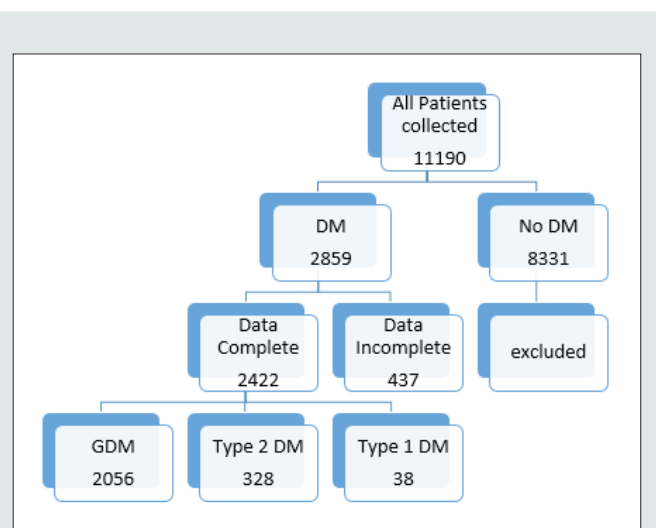 All Patients
collected
11190
DM
2859
No DM
8331
Data
Complete
2422
Data
Incomplete
437
excluded
GDM
2056
Type 2 DM
328
Type 1 DM
38